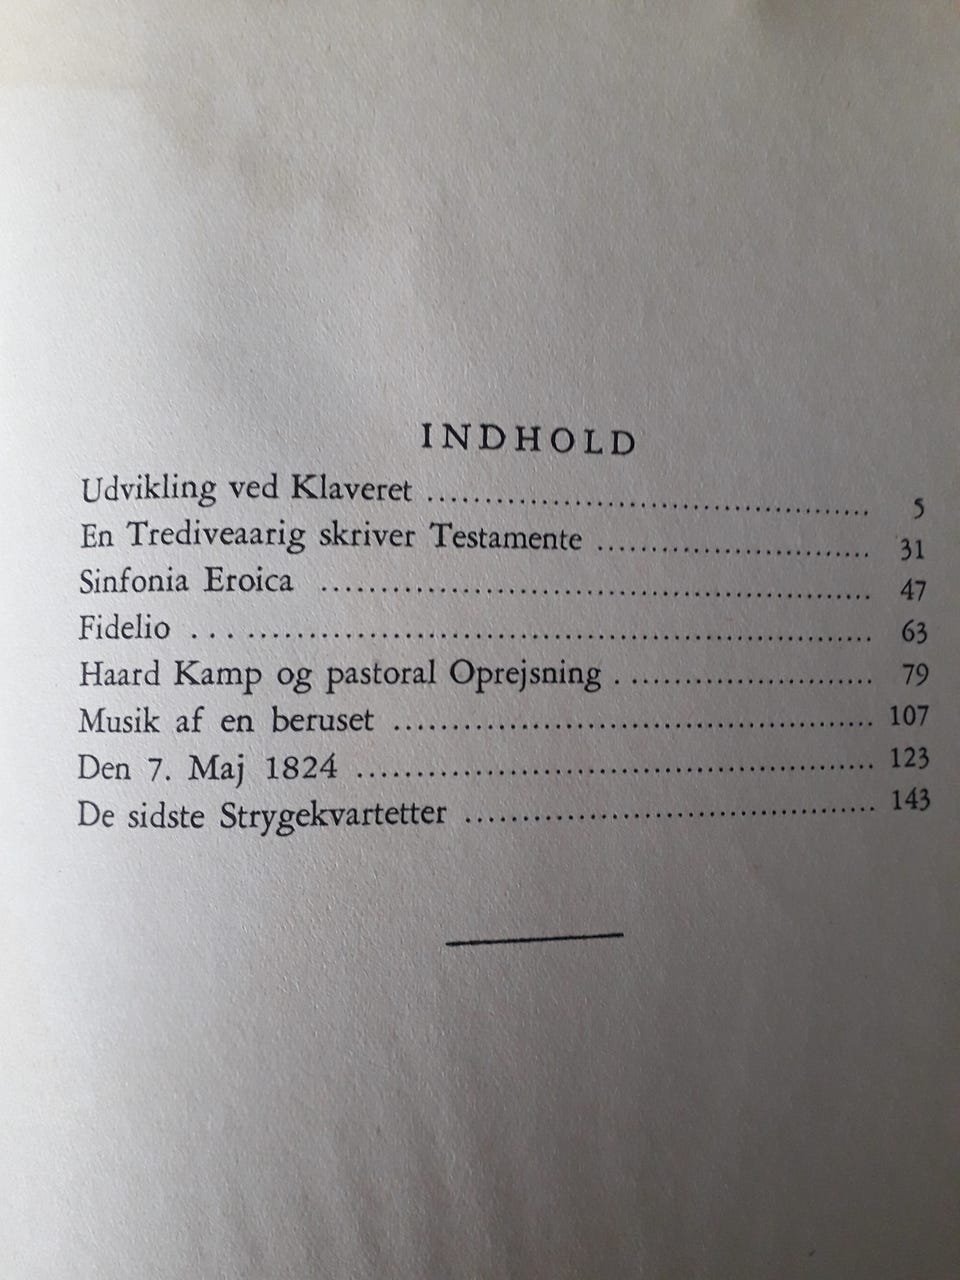 INDHOLD
Udvikling ved Klaveret ........................................ 5
En Trediveaarig skriver Testamente ........................ 31
Sinfonia Eroica ................................................ 47
Fidelio ........................................................... 63
Haard Kamp og pastoral Oprejsning ...................... 79
Musik af en beruset .......................................... 107
Den 7. Maj 1824 .............................................. 123
De sidste Strygekvartetter ................................... 143